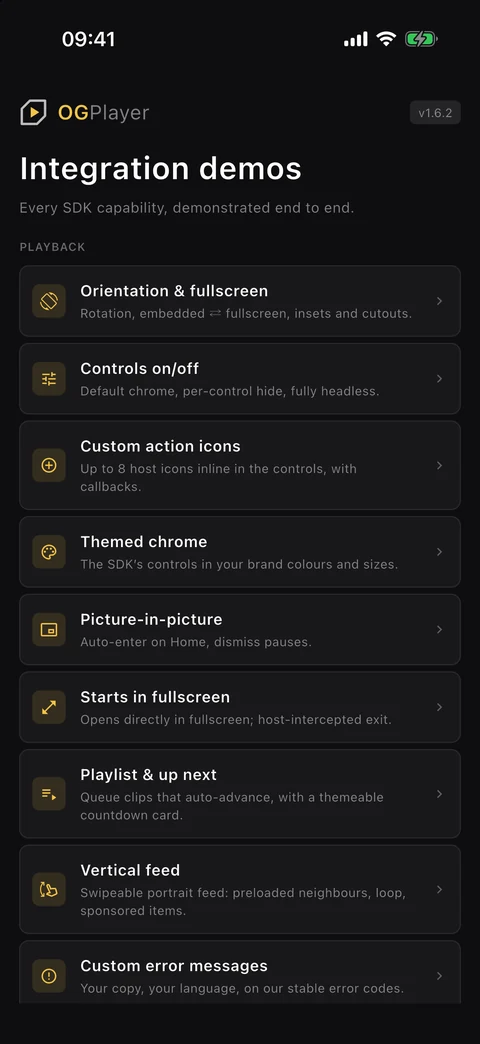 09:41
OGPlayer
v1.6.2
Integration demos
Every SDK capability, demonstrated end to end.
PLAYBACK
Orientation & fullscreen
Rotation, embedded ⇄ fullscreen, insets and cutouts.
Controls on/off
Default chrome, per-control hide, fully headless.
Custom action icons
Up to 8 host icons inline in the controls, with
callbacks.
Themed chrome
The SDK's controls in your brand colours and sizes.
Picture-in-picture
Auto-enter on Home, dismiss pauses.
Starts in fullscreen
Opens directly in fullscreen; host-intercepted exit.
Playlist & up next
Queue clips that auto-advance, with a themeable
countdown card.
Vertical feed
Swipeable portrait feed: preloaded neighbours, loop,
sponsored items.
Custom error messages
Your copy, your language, on our stable error codes.